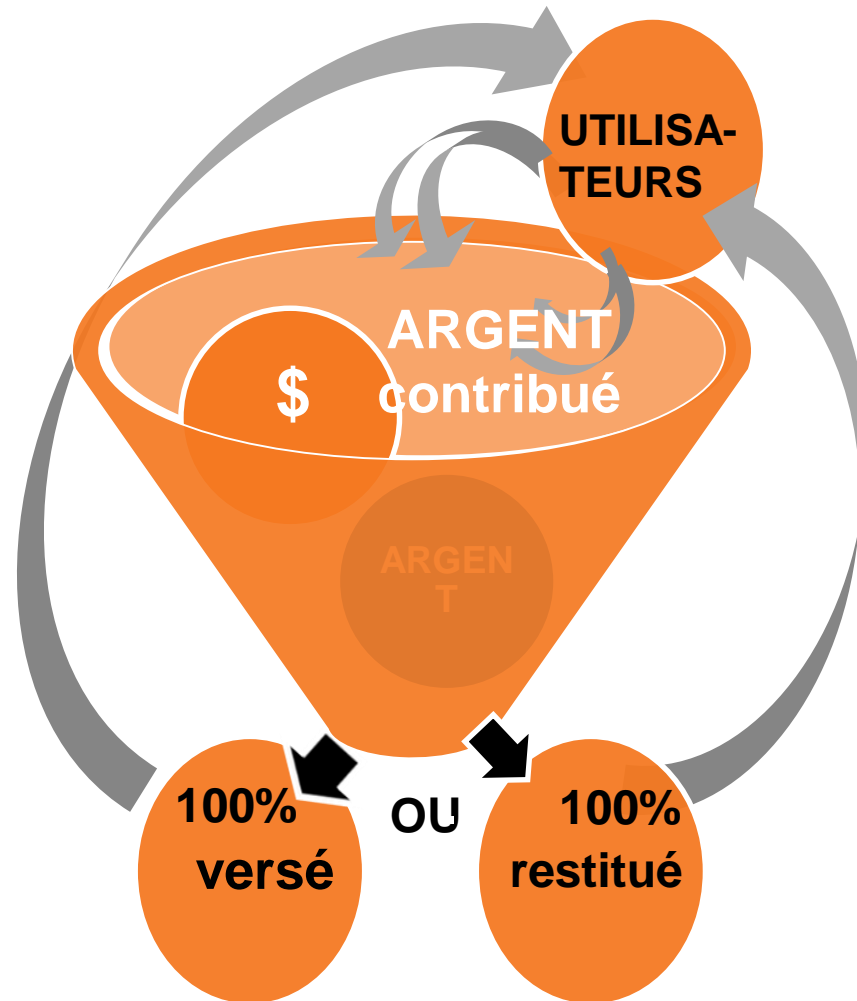 UTILISA-
TEURS
ARGENT
contribué
$
ARGEN
T
100%
versé
OU
100%
restitué